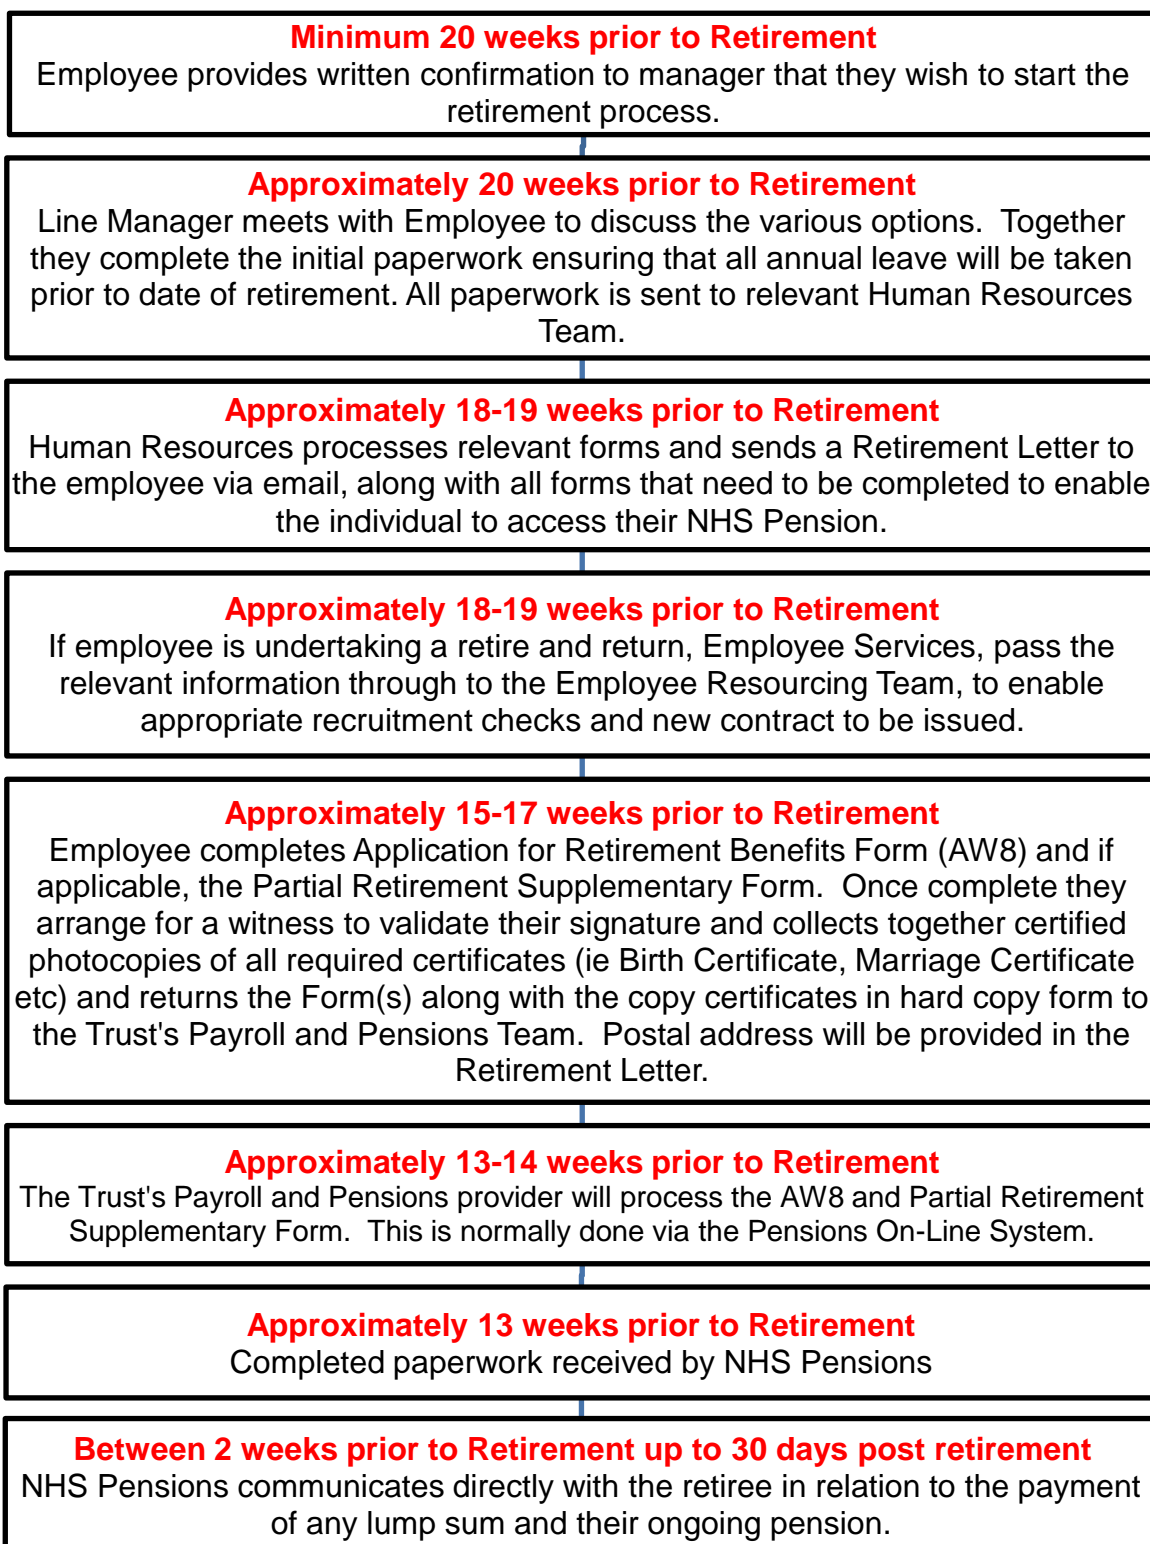 Minimum 20 weeks prior to Retirement
Employee provides written confirmation to manager that they wish to start the
retirement process.
Approximately 20 weeks prior to Retirement
Line Manager meets with Employee to discuss the various options.  Together
they complete the initial paperwork ensuring that all annual leave will be taken
prior to date of retirement. All paperwork is sent to relevant Human Resources
Team.
Approximately 18-19 weeks prior to Retirement
Human Resources processes relevant forms and sends a Retirement Letter to
the employee via email, along with all forms that need to be completed to enable
the individual to access their NHS Pension.
Approximately 18-19 weeks prior to Retirement
If employee is undertaking a retire and return, Employee Services, pass the
relevant information through to the Employee Resourcing Team, to enable
appropriate recruitment checks and new contract to be issued.
Approximately 15-17 weeks prior to Retirement
Employee completes Application for Retirement Benefits Form (AW8) and if
applicable, the Partial Retirement Supplementary Form.  Once complete they
arrange for a witness to validate their signature and collects together certified
photocopies of all required certificates (ie Birth Certificate, Marriage Certificate
etc) and returns the Form(s) along with the copy certificates in hard copy form to
the Trust's Payroll and Pensions Team.  Postal address will be provided in the
Retirement Letter.
Approximately 13-14 weeks prior to Retirement
The Trust's Payroll and Pensions provider will process the AW8 and Partial Retirement
Supplementary Form.  This is normally done via the Pensions On-Line System.
Approximately 13 weeks prior to Retirement
Completed paperwork received by NHS Pensions
Between 2 weeks prior to Retirement up to 30 days post retirement
NHS Pensions communicates directly with the retiree in relation to the payment
of any lump sum and their ongoing pension.